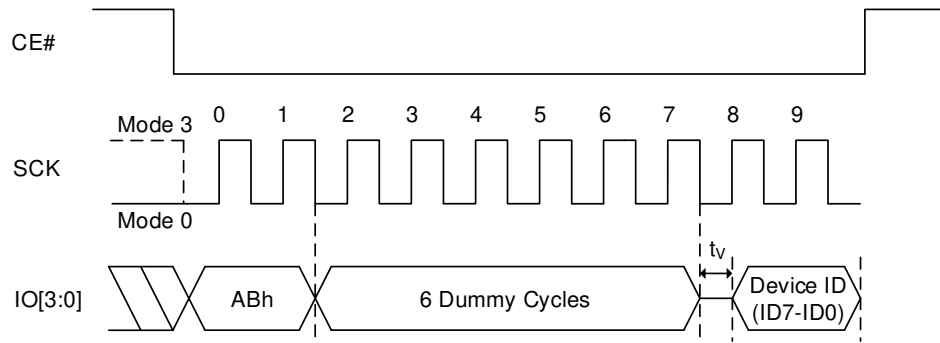 CE#
0 1 2 3 4 5 6 7 8 9
Mode 3
SCK
Mode 0
tV
IO[3:0]
ABh
6 Dummy Cycles
Device ID
(ID7-ID0)